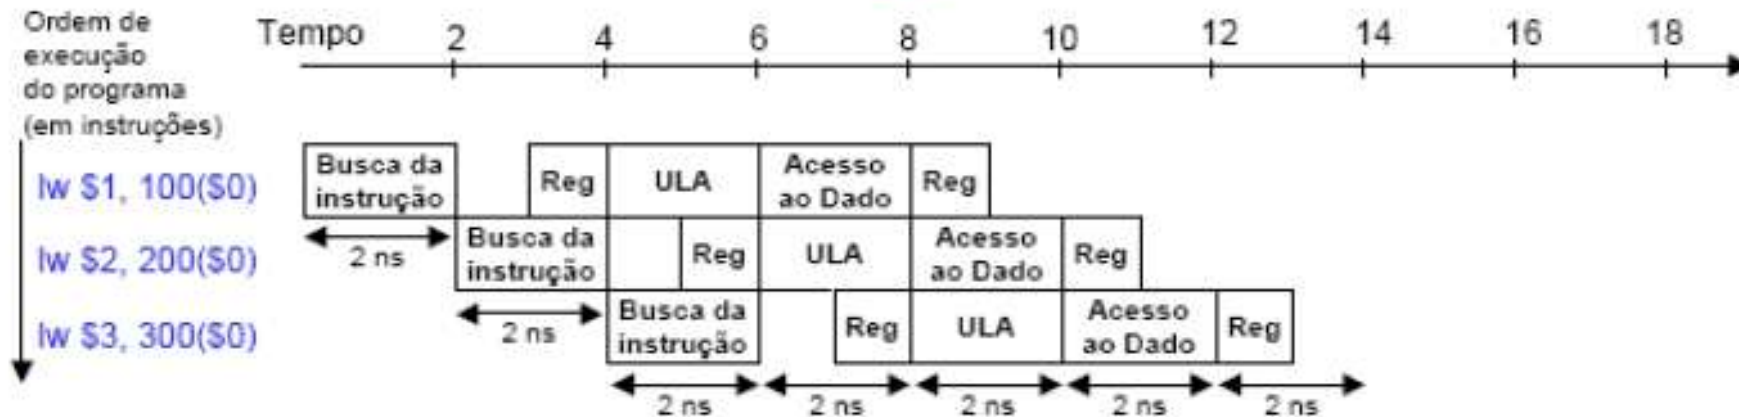 Ordem de
execução
do programa
(em instruções)
Tempo
2 4 6 8 10 12 14 16 18
lw $1, 100($0)
Busca da
instrução
Reg
ULA
Acesso
ao Dado
Reg
2 ns
lw $2, 200($0)
Busca da
instrução
Reg
ULA
Acesso
ao Dado
Reg
2 ns
lw $3, 300($0)
Busca da
instrução
Reg
ULA
Acesso
ao Dado
Reg
2 ns 2 ns 2 ns 2 ns 2 ns